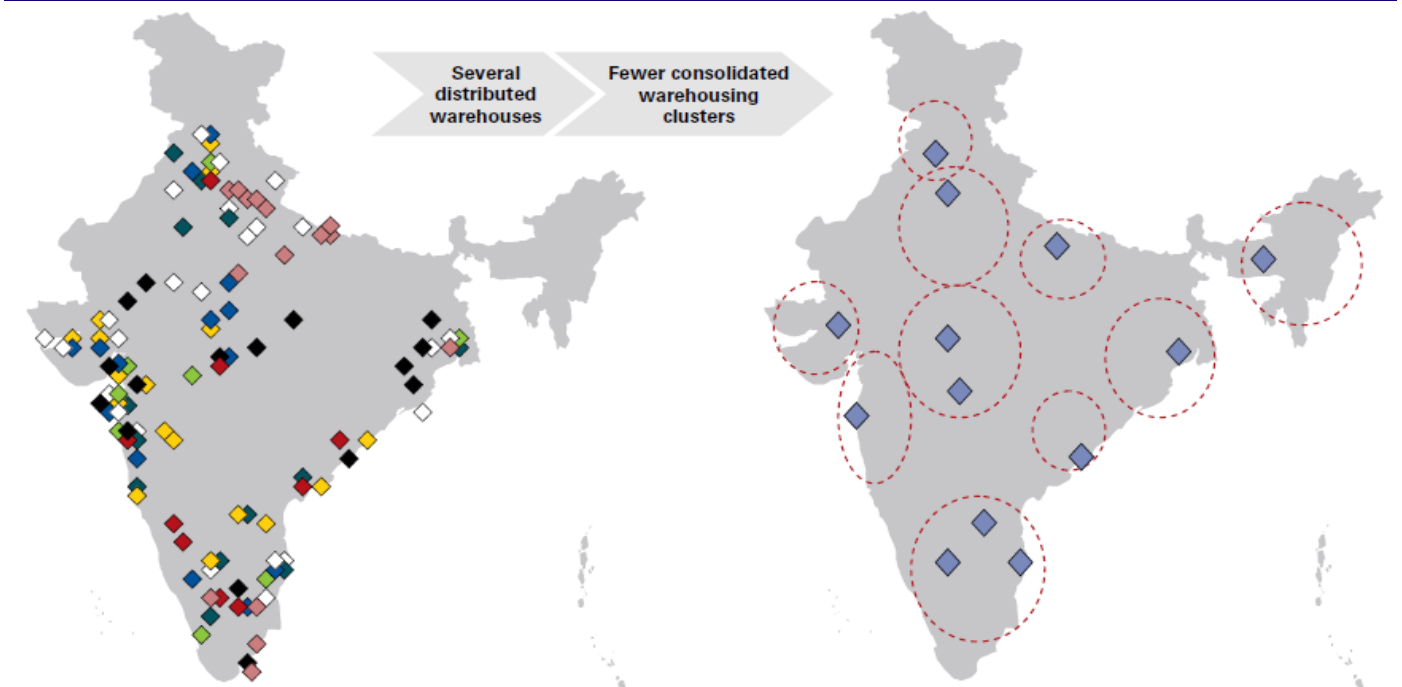 Several
distributed
warehouses
Fewer consolidated
warehousing
clusters